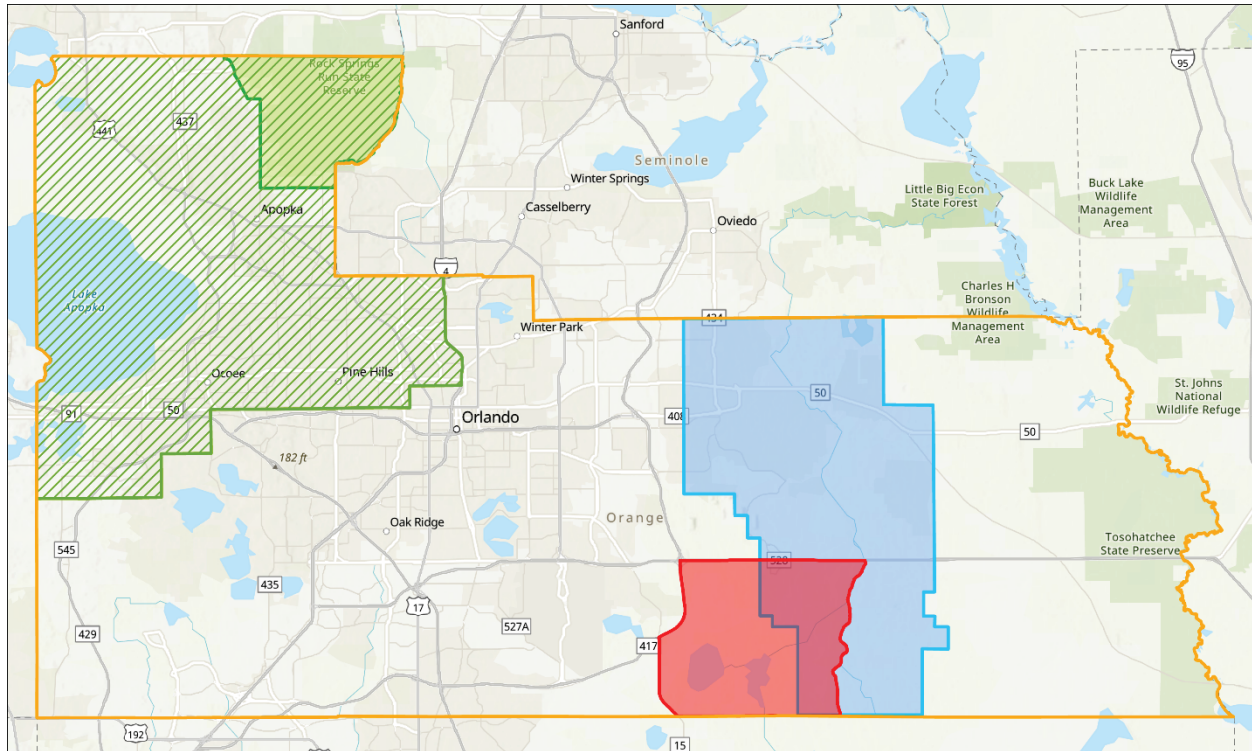 Sanford
95
Rock Springs
Run State
Reserve
441
437
Seminole
Winter Springs
Little Big Econ
State Forest
Buck Lake
Wildlife
Management
Area
Casselberry
Apopka
Oviedo
4
Lake
Apopka
Charles H
Bronson
Wildlife
Management
Area
434
Winter Park
Ocoee
Pine Hills
St. Johns
National
Wildlife Refuge
91
50
Orlando
408
50
50
182 ft
Orange
Oak Ridge
Tosohatchee
State Preserve
545
528
435
17
429
527A
417
192
15